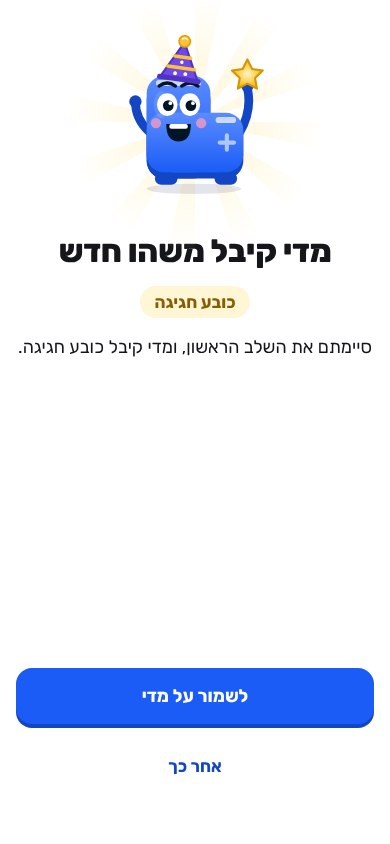 מדי קיבל משהו חדש
כובע חגיגה
סיימתם את השלב הראשון, ומדי קיבל כובע חגיגה.
לשמור על מדי
אחר כך